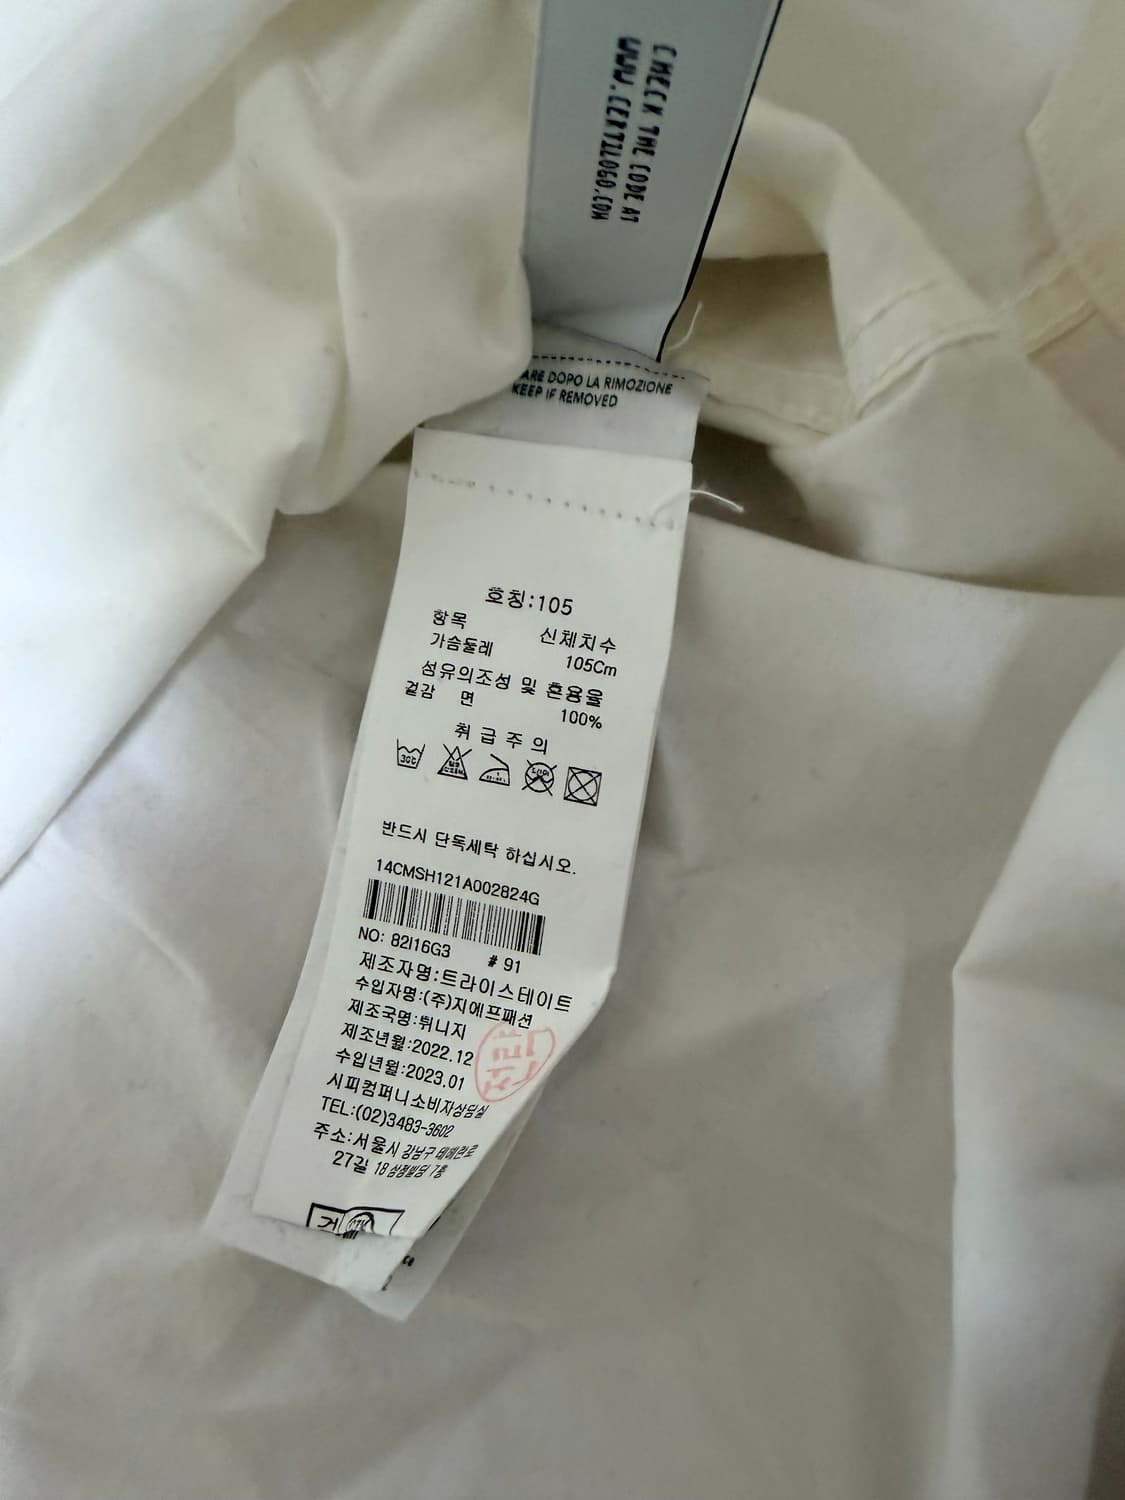 CHECK THE CODE AT
WWW.CERTILOGO.COM
ARE DOPO LA RIMOZIONE
KEEP IF REMOVED
호칭:105
항목 신체치수
가슴둘레 105Cm
섬유의조성 및 혼용율
겉감 면 100%
취급주의
30℃
반드시 단독세탁 하십시오.
14CMSH121A002824G
NO: 82I16G3 # 91
제조자명:트라이스테이트
수입자명:(주)지에프패션
제조국명:튀니지
제조년월:2022.12
수입년월:2023.01
시피컴퍼니소비자상담실
TEL:(02)3483-3602
주소:서울시 강남구 테헤란로
27길 18 삼정빌딩 7층